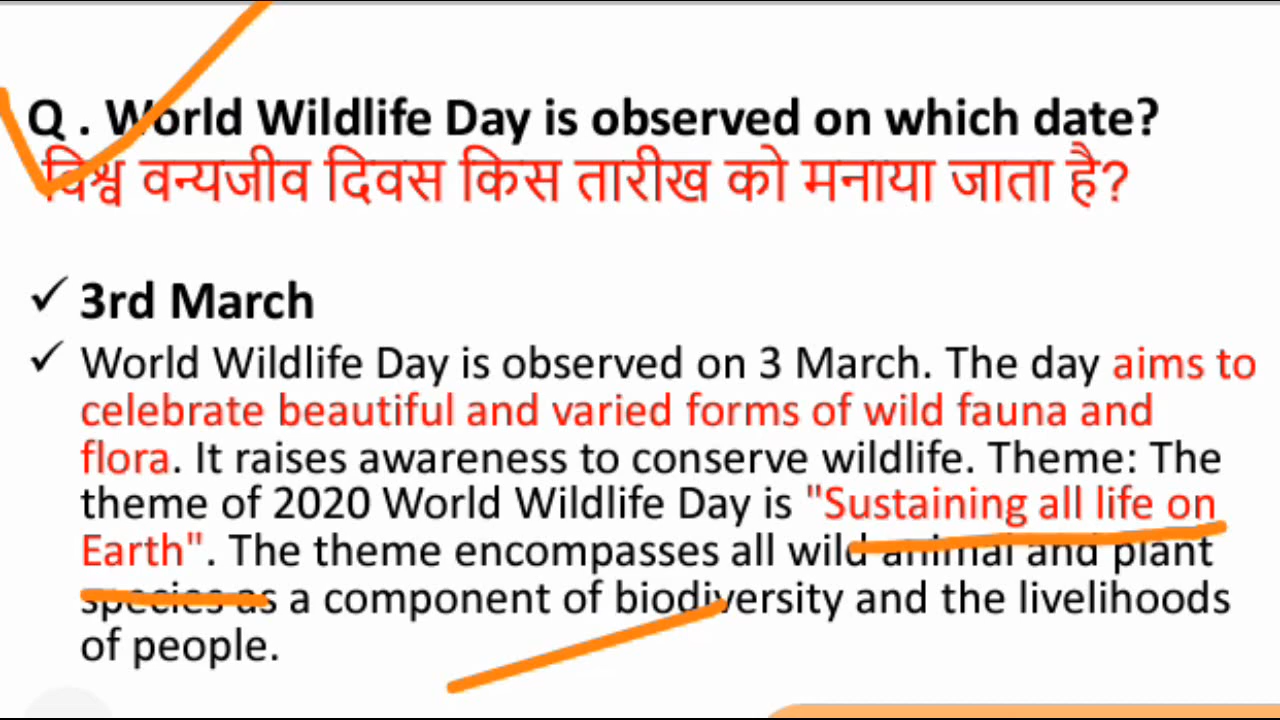 Q . World Wildlife Day is observed on which date?
विश्व वन्यजीव दिवस किस तारीख को मनाया जाता है?
✓ 3rd March
✓ World Wildlife Day is observed on 3 March. The day aims to
celebrate beautiful and varied forms of wild fauna and
flora. It raises awareness to conserve wildlife. Theme: The
theme of 2020 World Wildlife Day is "Sustaining all life on
Earth". The theme encompasses all wild animal and plant
species as a component of biodiversity and the livelihoods
of people.